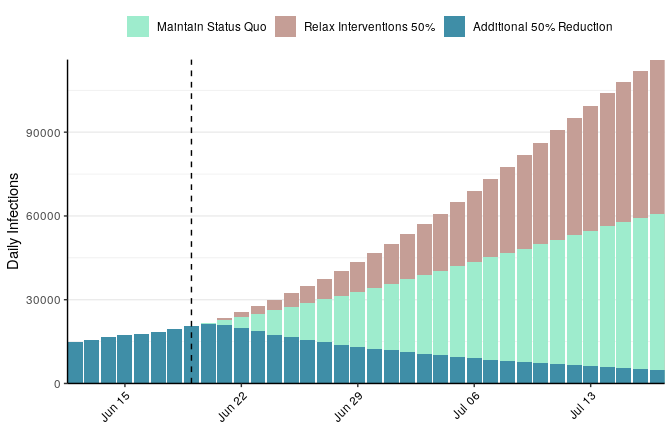 Maintain Status Quo Relax Interventions 50% Additional 50% Reduction
Daily Infections
90000
60000
30000
0
Jun 15 Jun 22 Jun 29 Jul 06 Jul 13